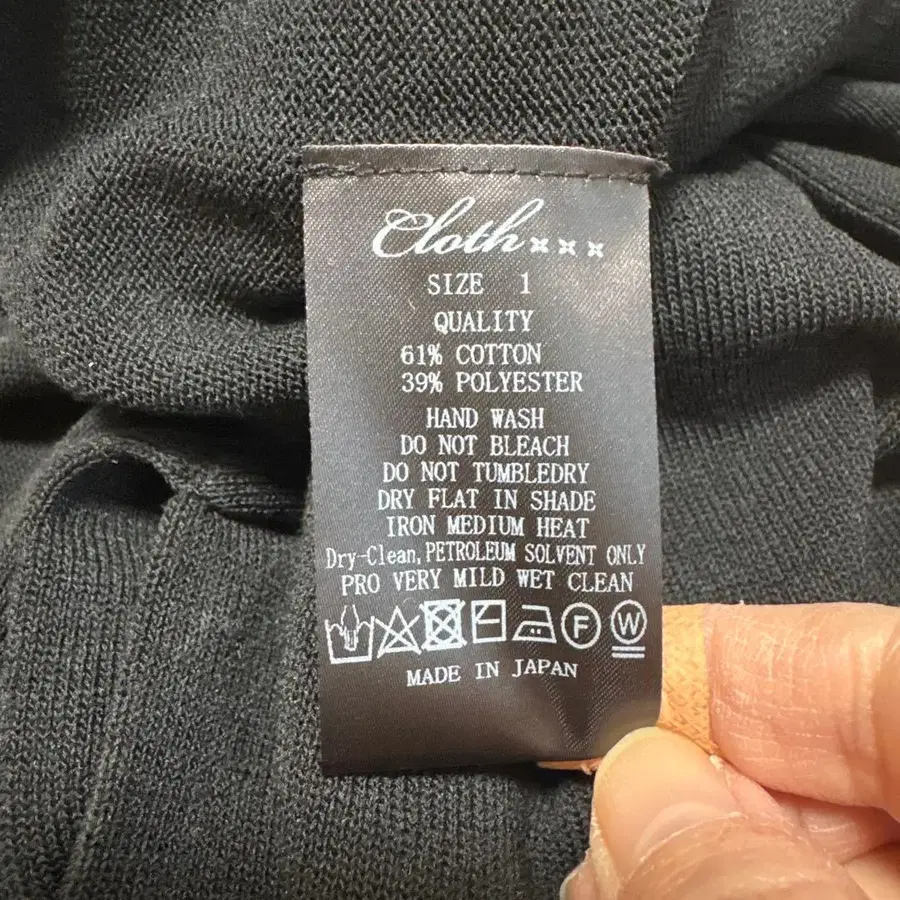 Cloth×××
SIZE 1
QUALITY
61% COTTON
39% POLYESTER
HAND WASH
DO NOT BLEACH
DO NOT TUMBLEDRY
DRY FLAT IN SHADE
IRON MEDIUM HEAT
Dry-Clean, PETROLEUM SOLVENT ONLY
PRO VERY MILD WET CLEAN
F W
MADE IN JAPAN